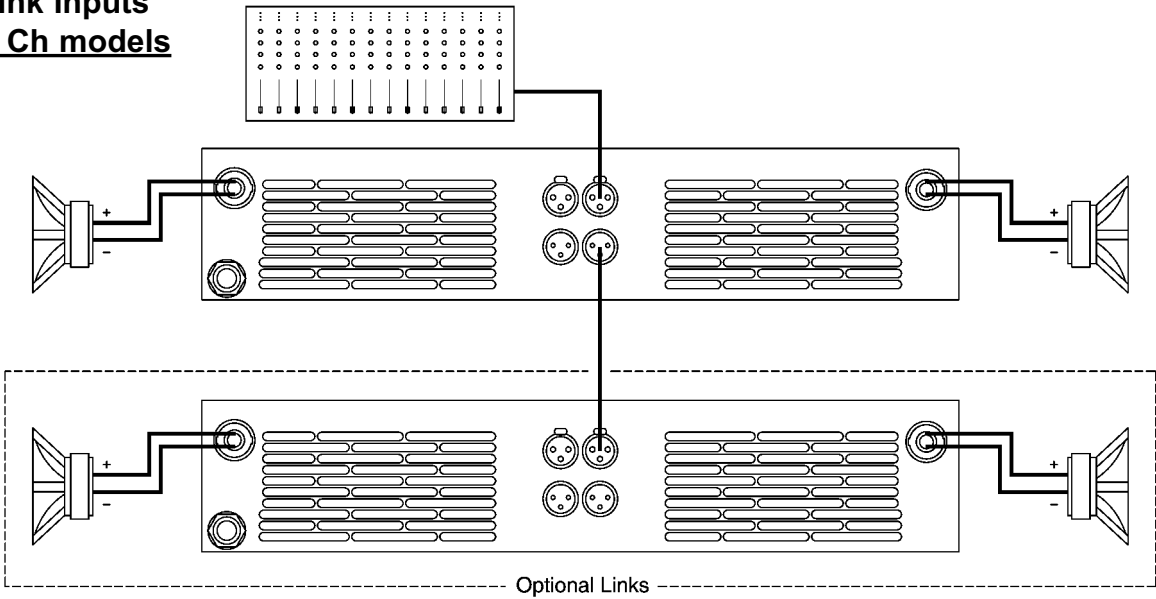 Inputs
Ch models
+
−
+
−
+
−
+
−
Optional Links